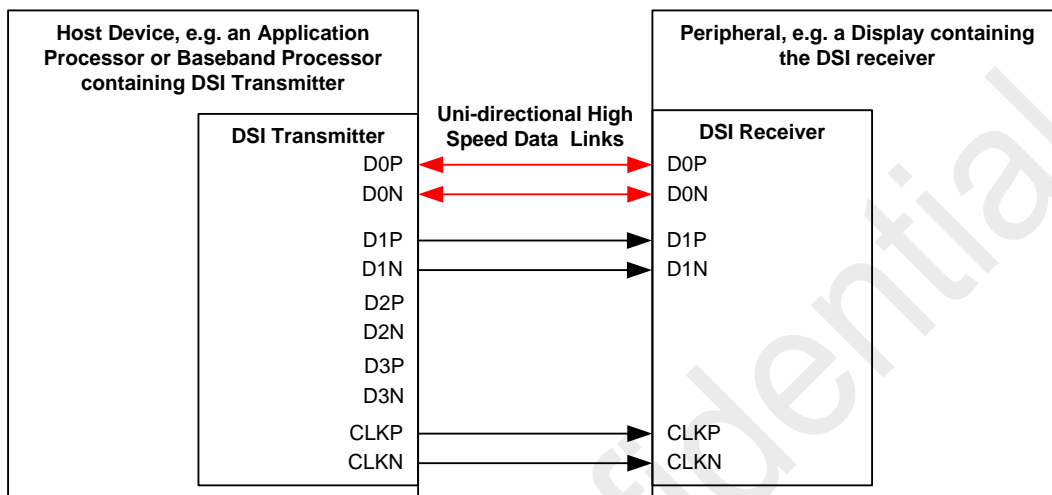 Host Device, e.g. an Application
Processor or Baseband Processor
containing DSI Transmitter
Peripheral, e.g. a Display containing
the DSI receiver
Uni-directional High
Speed Data Links
DSI Transmitter
D0P
D0N
D1P
D1N
D2P
D2N
D3P
D3N
CLKP
CLKN
DSI Receiver
D0P
D0N
D1P
D1N
CLKP
CLKN
fidential